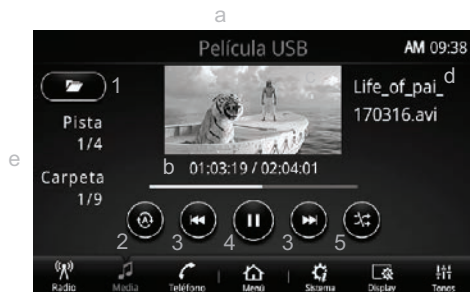 a
Película USB
AM 09:38
1
Life_of_pai_
d
170316.avi
Pista
1/4
e
Carpeta
1/9
b
01:03:19 / 02:04:01
2
3
4
3
5
Radio
Media
Teléfono
Menú
Sistema
Display
Tonos